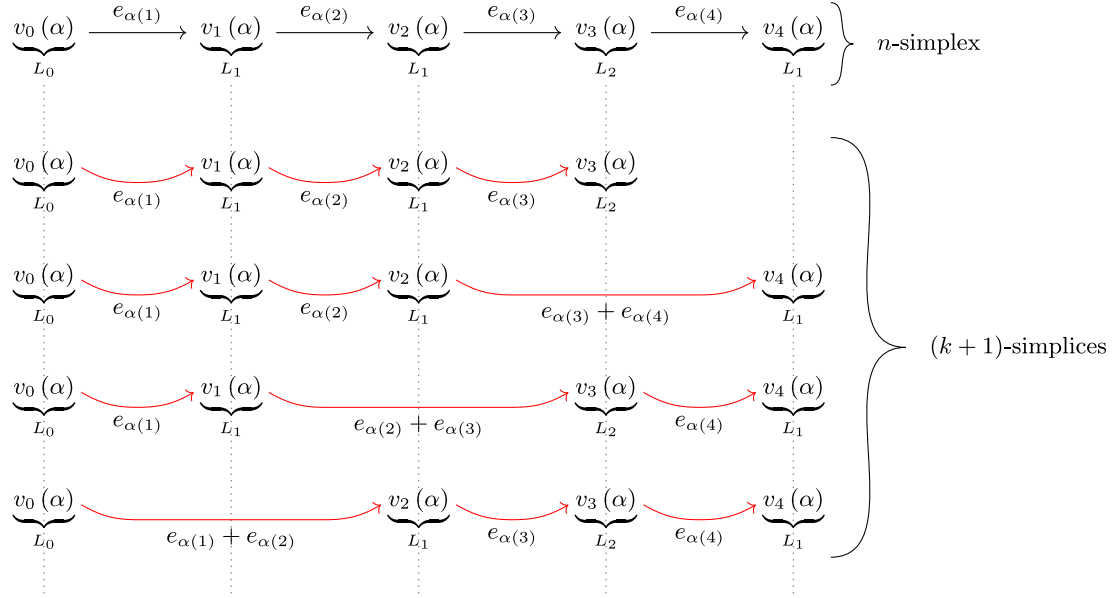 e_{α(1)} e_{α(2)} e_{α(3)} e_{α(4)}
v_0 (α) v_1 (α) v_2 (α) v_3 (α) v_4 (α) n-simplex
L_0 L_1 L_1 L_2 L_1
v_0 (α) v_1 (α) v_2 (α) v_3 (α)
e_{α(1)} e_{α(2)} e_{α(3)}
L_0 L_1 L_1 L_2
v_0 (α) v_1 (α) v_2 (α) v_4 (α)
e_{α(1)} e_{α(2)} e_{α(3)} + e_{α(4)}
L_0 L_1 L_1 L_1
(k + 1)-simplices
v_0 (α) v_1 (α) v_3 (α) v_4 (α)
e_{α(1)} e_{α(2)} + e_{α(3)} e_{α(4)}
L_0 L_1 L_2 L_1
v_0 (α) v_2 (α) v_3 (α) v_4 (α)
e_{α(1)} + e_{α(2)} e_{α(3)} e_{α(4)}
L_0 L_1 L_2 L_1